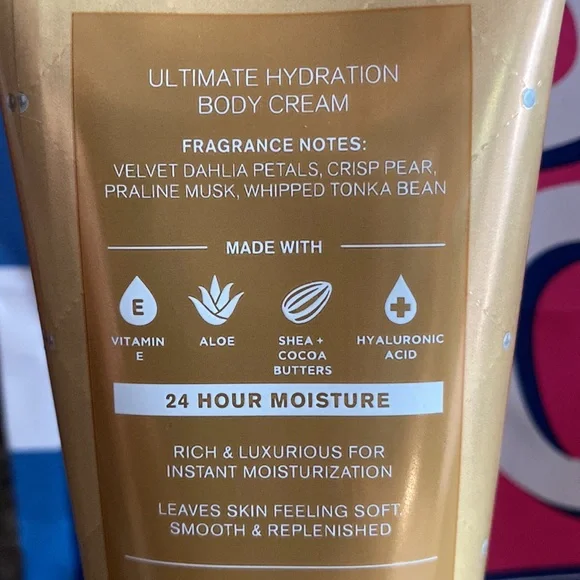 ULTIMATE HYDRATION
BODY CREAM
FRAGRANCE NOTES:
VELVET DAHLIA PETALS, CRISP PEAR,
PRALINE MUSK, WHIPPED TONKA BEAN
MADE WITH
E
VITAMIN
E
ALOE
SHEA +
COCOA
BUTTERS
HYALURONIC
ACID
24 HOUR MOISTURE
RICH & LUXURIOUS FOR
INSTANT MOISTURIZATION
LEAVES SKIN FEELING SOFT,
SMOOTH & REPLENISHED